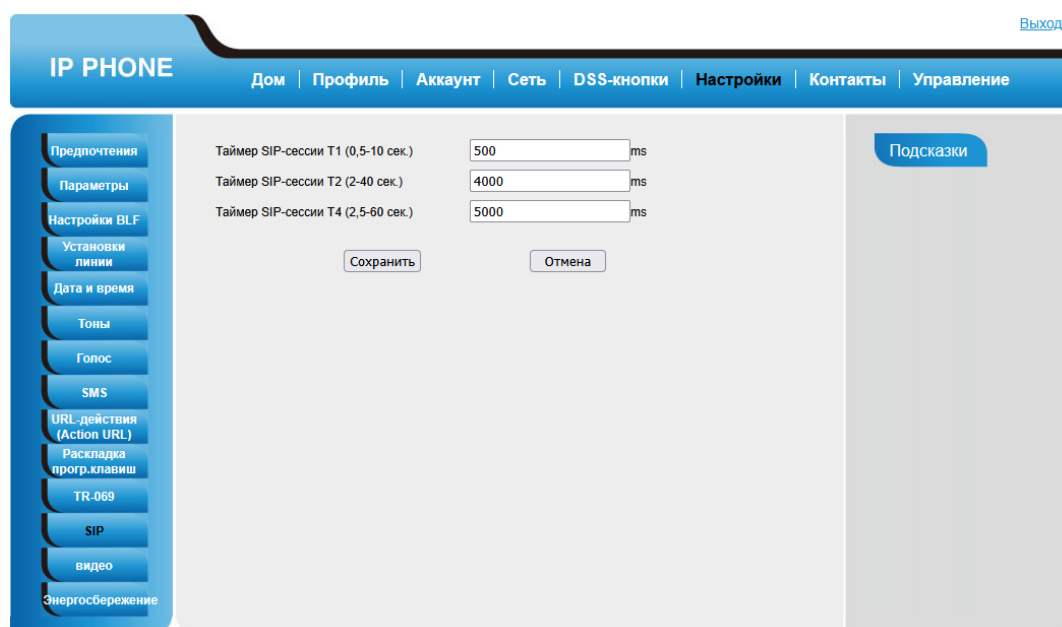 Выход
IP PHONE
Дом | Профиль | Аккаунт | Сеть | DSS-кнопки | Настройки | Контакты | Управление
Предпочтения
Параметры
Настройки BLF
Установки
линии
Дата и время
Тоны
Голос
SMS
URL-действия
(Action URL)
Раскладка
прогр.клавиш
TR-069
SIP
видео
Энергосбережение
Таймер SIP-сессии T1 (0,5-10 сек.) 500 ms
Таймер SIP-сессии T2 (2-40 сек.) 4000 ms
Таймер SIP-сессии T4 (2,5-60 сек.) 5000 ms
Сохранить Отмена
Подсказки